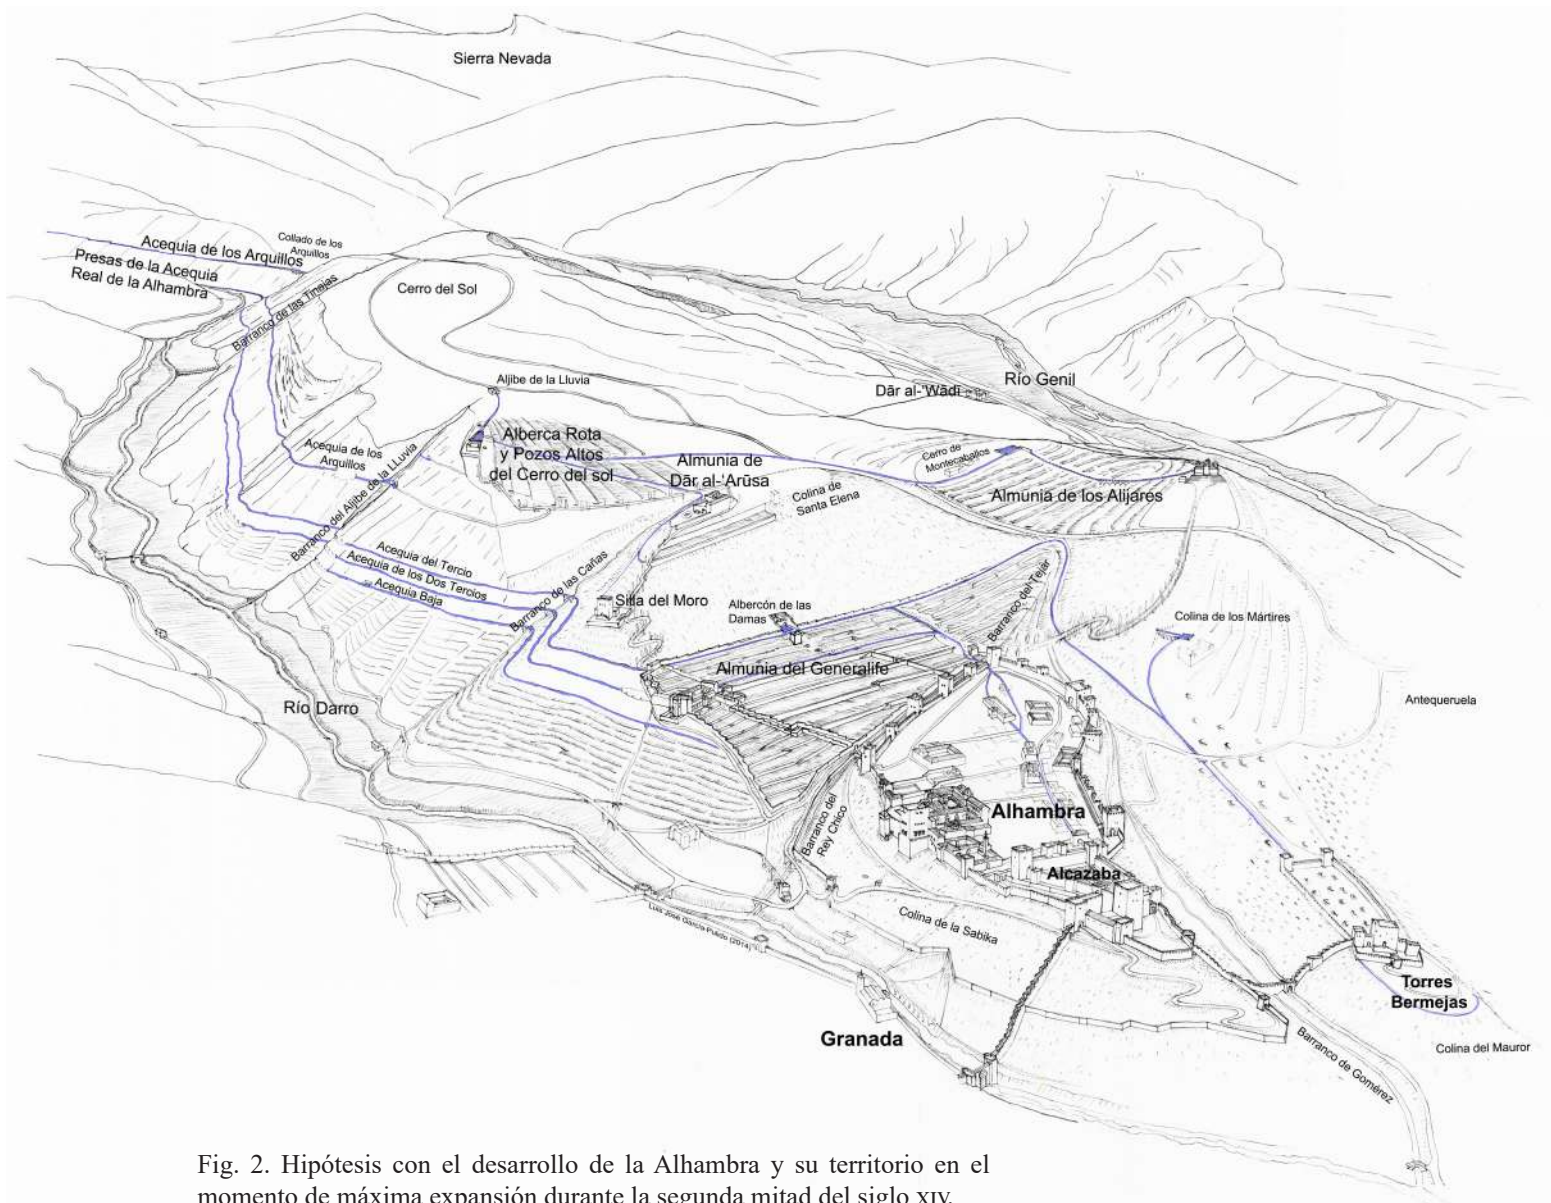 Sierra Nevada
Collado de los
Arquillos
Acequia de los Arquillos
Presas de la Acequia
Real de la Alhambra
Barranco de las Tinajas
Cerro del Sol
Aljibe de la Lluvia
Río Genil
Dār al-'Wādī
Alberca Rota
y Pozos Altos
del Cerro del sol
Acequia de los
Arquillos
Barranco del Aljibe de la LLuvia
Almunia de
Dār al-'Arūsa
Colina de
Santa Elena
Cerro de
Montecaballos
Almunia de los Alijares
Acequia del Tercio
Acequia de los Dos Tercios
Acequia Baja
Barranco de las Cañas
Silla del Moro
Albercón de las
Damas
Barranco del Tejar
Colina de los Mártires
Almunia del Generalife
Antequeruela
Río Darro
Barranco del
Rey Chico
Alhambra
Alcazaba
Colina de la Sabika
Luis José García-Pulido (2014)
Torres
Bermejas
Granada
Barranco de Gomérez
Colina del Mauror
Fig. 2. Hipótesis con el desarrollo de la Alhambra y su territorio en el
momento de máxima expansión durante la segunda mitad del siglo XIV.